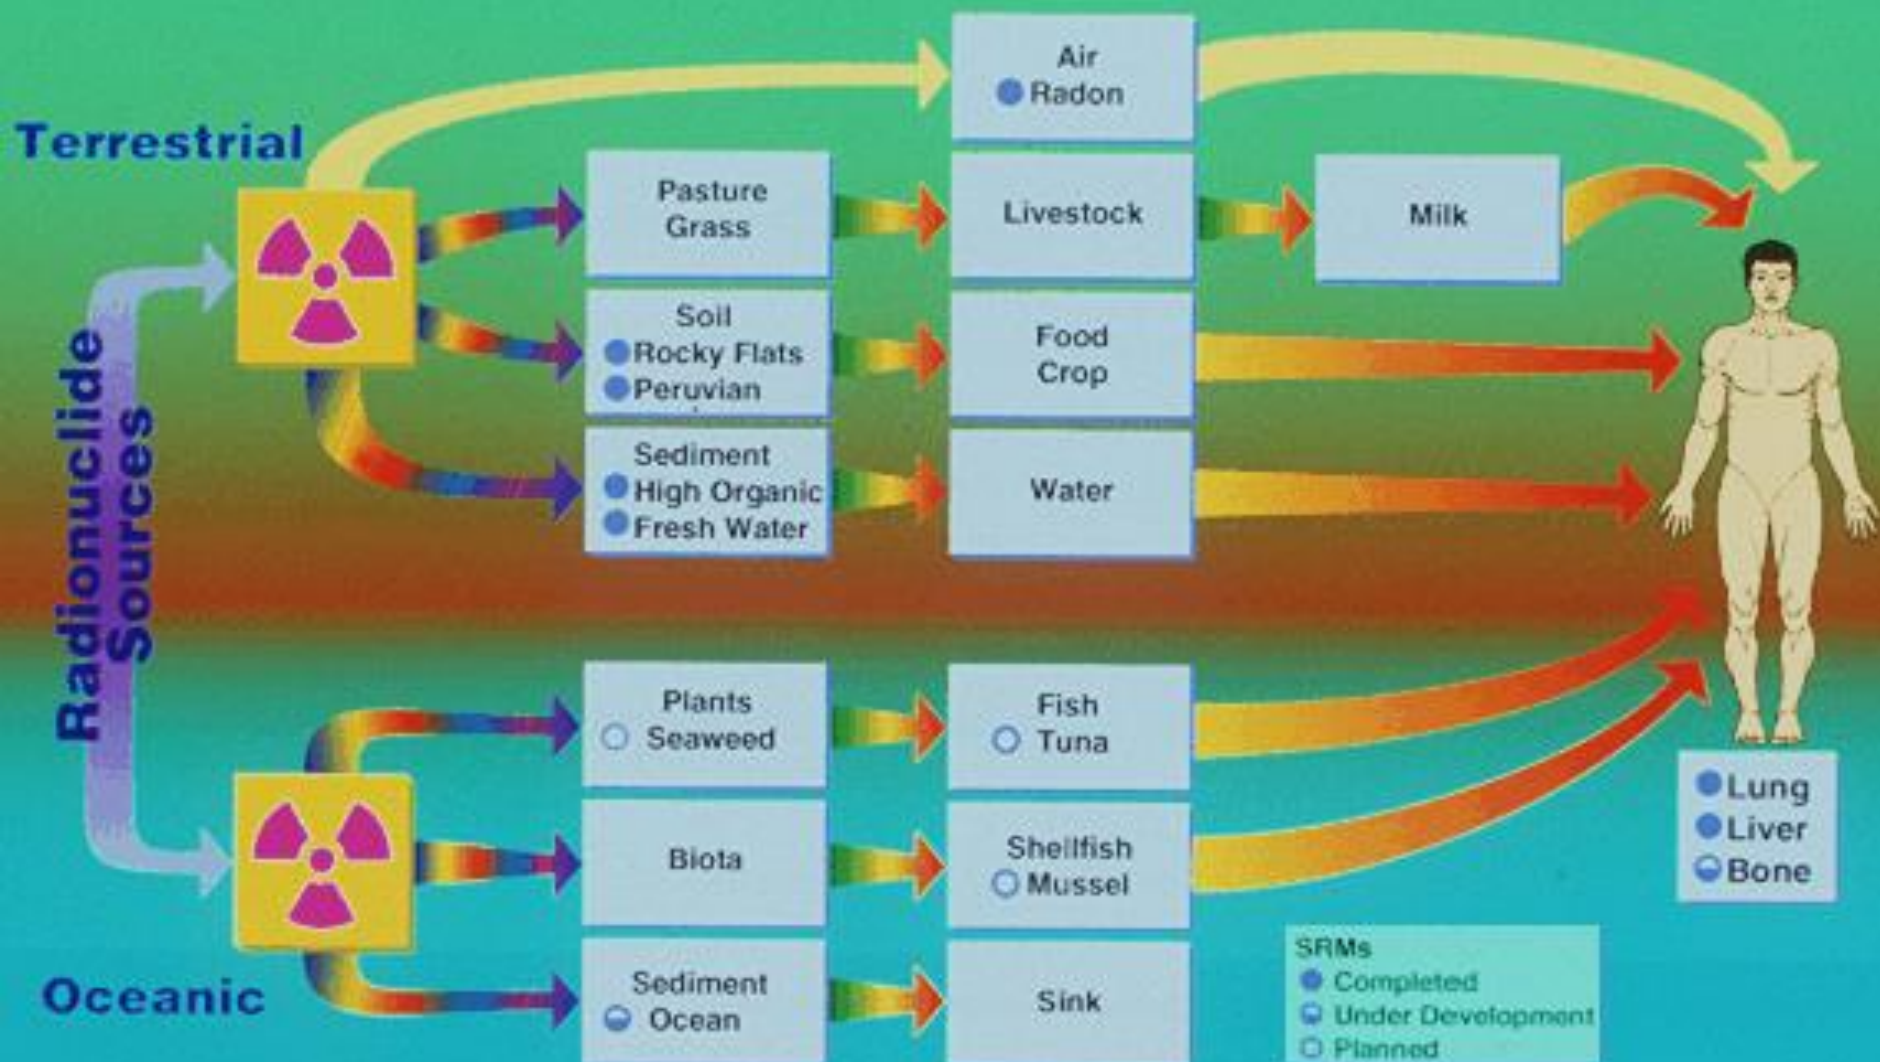 Terrestrial
Radionuclide
Sources
Oceanic
Air
Radon
Pasture
Grass
Livestock
Milk
Soil
Rocky Flats
Peruvian
Food
Crop
Sediment
High Organic
Fresh Water
Water
Plants
Seaweed
Fish
Tuna
Biota
Shellfish
Mussel
Sediment
Ocean
Sink
Lung
Liver
Bone
SRMs
Completed
Under Development
Planned